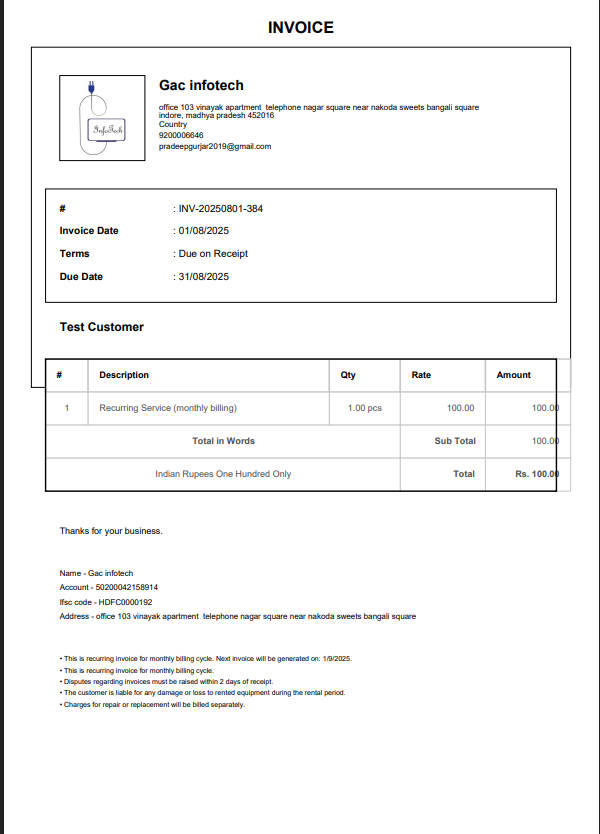 INVOICE
InfoTech
Gac infotech
office 103 vinayak apartment telephone nagar square near nakoda sweets bangali square
indore, madhya pradesh 452016
Country
9200006646
pradeepgurjar2019@gmail.com
# : INV-20250801-384
Invoice Date : 01/08/2025
Terms : Due on Receipt
Due Date : 31/08/2025
Test Customer
# Description Qty Rate Amount
1 Recurring Service (monthly billing) 1.00 pcs 100.00 100.00
Total in Words Sub Total 100.00
Indian Rupees One Hundred Only Total Rs. 100.00
Thanks for your business.
Name - Gac infotech
Account - 50200042158914
Ifsc code - HDFC0000192
Address - office 103 vinayak apartment telephone nagar square near nakoda sweets bangali square
• This is recurring invoice for monthly billing cycle. Next invoice will be generated on: 1/9/2025.
• This is recurring invoice for monthly billing cycle.
• Disputes regarding invoices must be raised within 2 days of receipt.
• The customer is liable for any damage or loss to rented equipment during the rental period.
• Charges for repair or replacement will be billed separately.